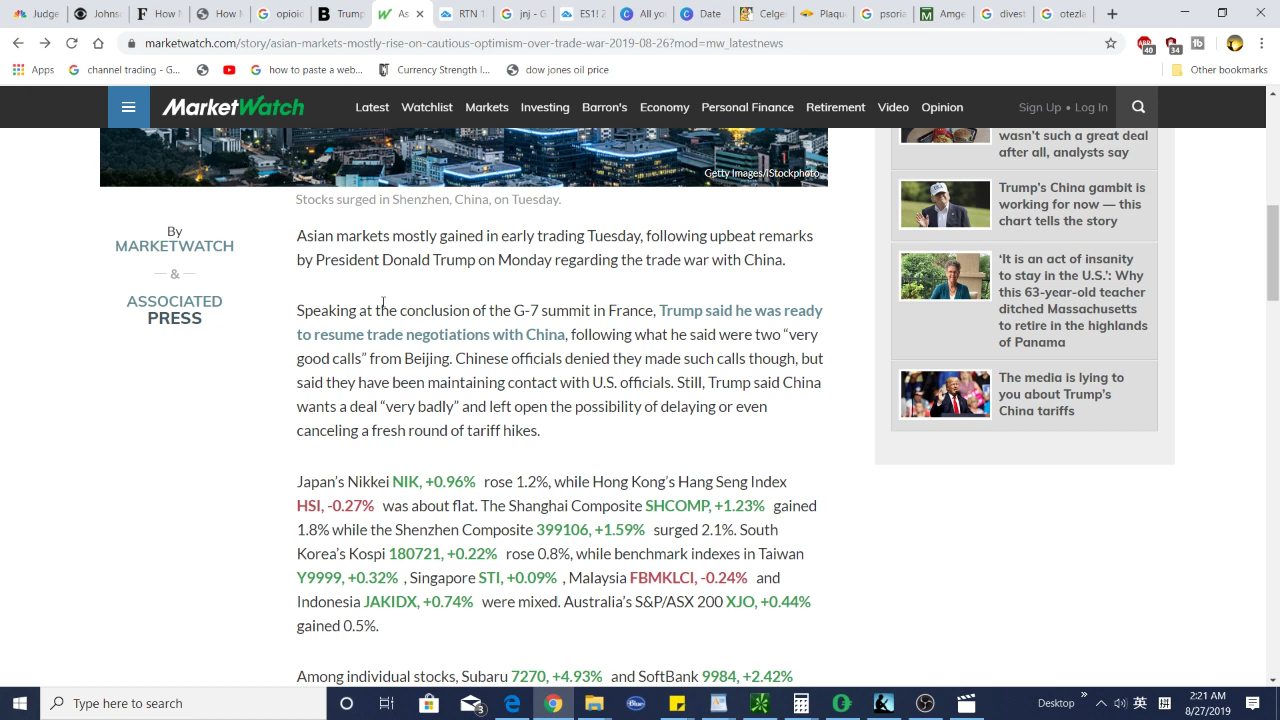 Judge
Jensi
How f
How M
opioic
Trump
As
RTN 1
jnj - G
ES1! 2
All you
Date
Celge
Plaqu
psoria
Amge
divest
otezla
marketwatch.com/story/asian-markets-mostly-rise-on-cautious-optimism-over-trade-war-2019-08-26?mod=mw_latestnews
40
34
Apps
channel trading - G...
how to paste a web...
Currency Strength I...
dow jones oil price
Other bookmarks
MarketWatch
Latest Watchlist Markets Investing Barron's Economy Personal Finance Retirement Video Opinion
Sign Up • Log In
Getty Images/iStockphoto
Stocks surged in Shenzhen, China, on Tuesday.
By
MARKETWATCH
&
ASSOCIATED
PRESS
Asian markets mostly gained in early trading Tuesday, following upbeat remarks
by President Donald Trump on Monday regarding the trade war with China.
Speaking at the conclusion of the G-7 summit in France, Trump said he was ready
to resume trade negotiations with China, following what he said were two “very
good calls” from Beijing. Chinese officials denied they made such calls though, but
said they have been maintaining contact with U.S. officials. Still, Trump said China
wants a deal “very badly” and left open the possibility of delaying or even
canceling a fresh round of tariff hikes.
Japan’s Nikkei NIK, +0.96% rose 1.2%, while Hong Kong’s Hang Seng Index
HSI, -0.27% was about flat. The Shanghai Composite SHCOMP, +1.23% gained
1.8% while the Shenzhen Composite 399106, +1.59% surged 2.1%. South
Korea’s Kospi 180721, +0.22% rose 0.8%, while benchmark indexes in Taiwan
Y9999, +0.32% , Singapore STI, +0.09% , Malaysia FBMKLCI, -0.24% and
Indonesia JAKIDX, +0.74% were mixed. Australia’s S&P/ASX 200 XJO, +0.44%
gained 0.5%.
Among individual stocks, Subaru 7270, +4.93% and SoftBank 9984, +2.42%
wasn’t such a great deal
after all, analysts say
Trump’s China gambit is
working for now — this
chart tells the story
‘It is an act of insanity
to stay in the U.S.’: Why
this 63-year-old teacher
ditched Massachusetts
to retire in the highlands
of Panama
The media is lying to
you about Trump’s
China tariffs
Type here to search
3
Desktop
英
拼
2:21 AM
8/27/2019